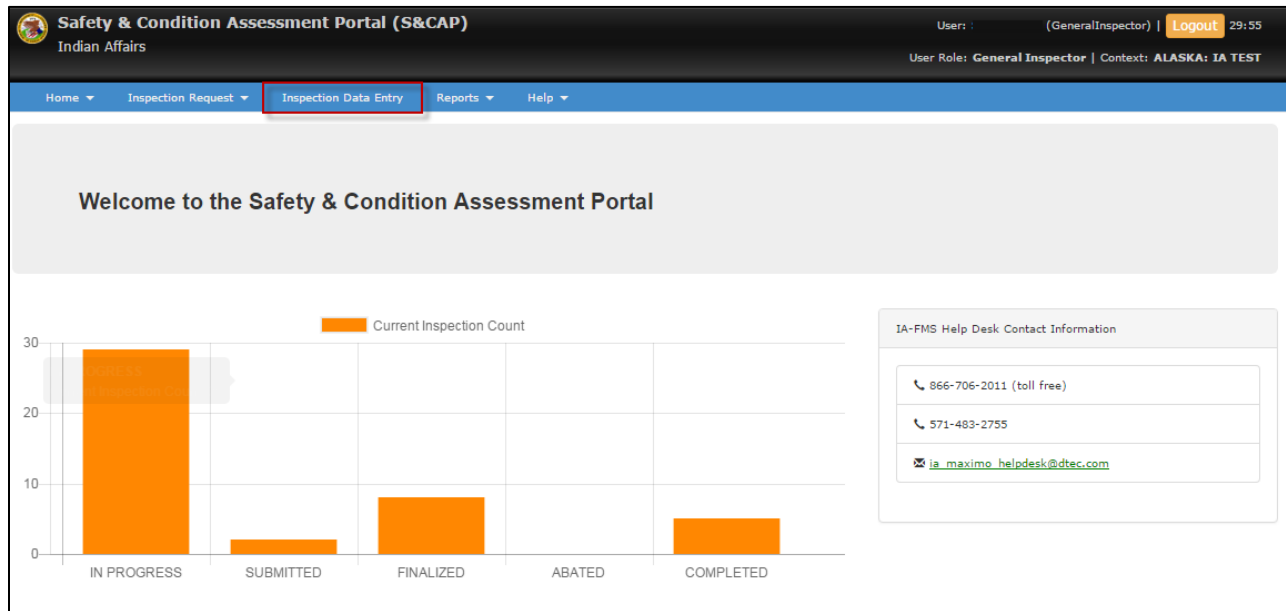 Safety & Condition Assessment Portal (S&CAP)
Indian Affairs
User: (GeneralInspector) | Logout 29:55
User Role: General Inspector | Context: ALASKA: IA TEST
Home Inspection Request Inspection Data Entry Reports Help
Welcome to the Safety & Condition Assessment Portal
Current Inspection Count
30
20
10
0
IN PROGRESS SUBMITTED FINALIZED ABATED COMPLETED
IA-FMS Help Desk Contact Information
866-706-2011 (toll free)
571-483-2755
ia_maximo_helpdesk@dtec.com